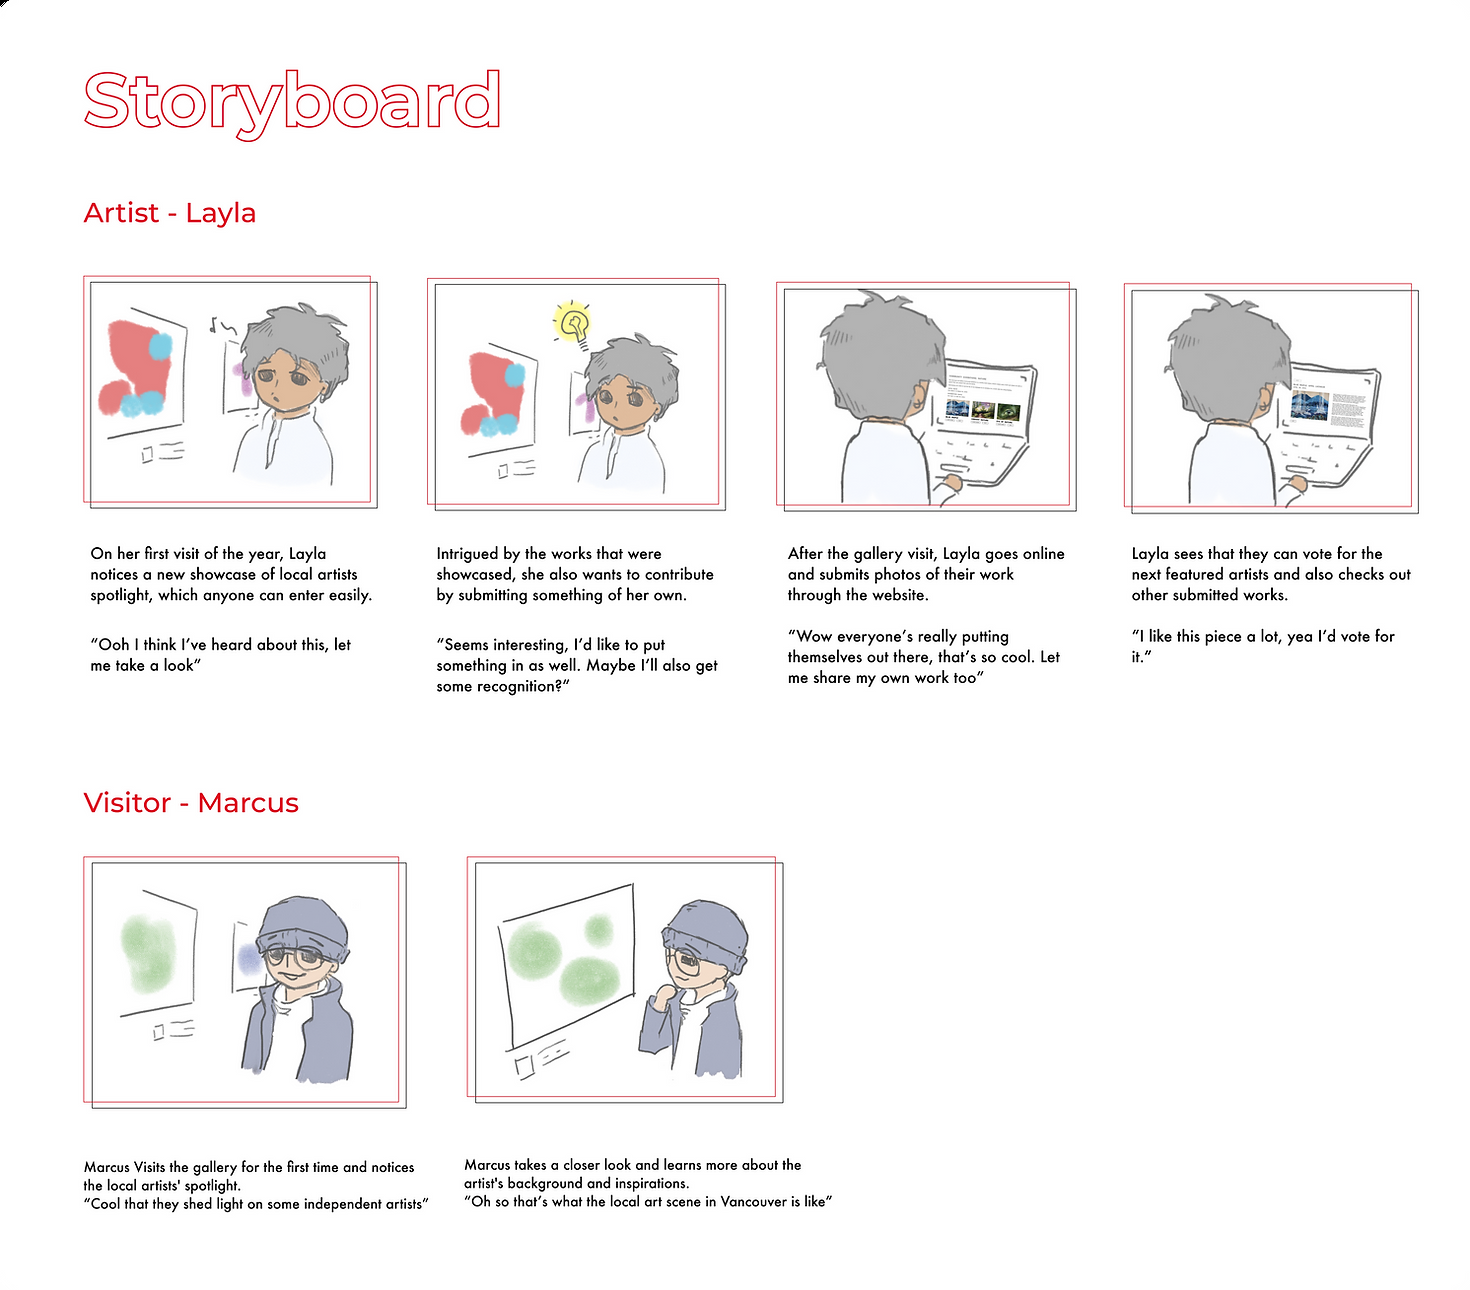 Storyboard
Artist - Layla
On her first visit of the year, Layla
notices a new showcase of local artists
spotlight, which anyone can enter easily.
“Ooh I think I’ve heard about this, let
me take a look”
Intrigued by the works that were
showcased, she also wants to contribute
by submitting something of her own.
“Seems interesting, I’d like to put
something in as well. Maybe I’ll also get
some recognition?”
After the gallery visit, Layla goes online
and submits photos of their work
through the website.
“Wow everyone’s really putting
themselves out there, that’s so cool. Let
me share my own work too”
Layla sees that they can vote for the
next featured artists and also checks out
other submitted works.
“I like this piece a lot, yea I’d vote for
it.”
Visitor - Marcus
Marcus Visits the gallery for the first time and notices
the local artists' spotlight.
“Cool that they shed light on some independent artists”
Marcus takes a closer look and learns more about the
artist's background and inspirations.
“Oh so that’s what the local art scene in Vancouver is like”